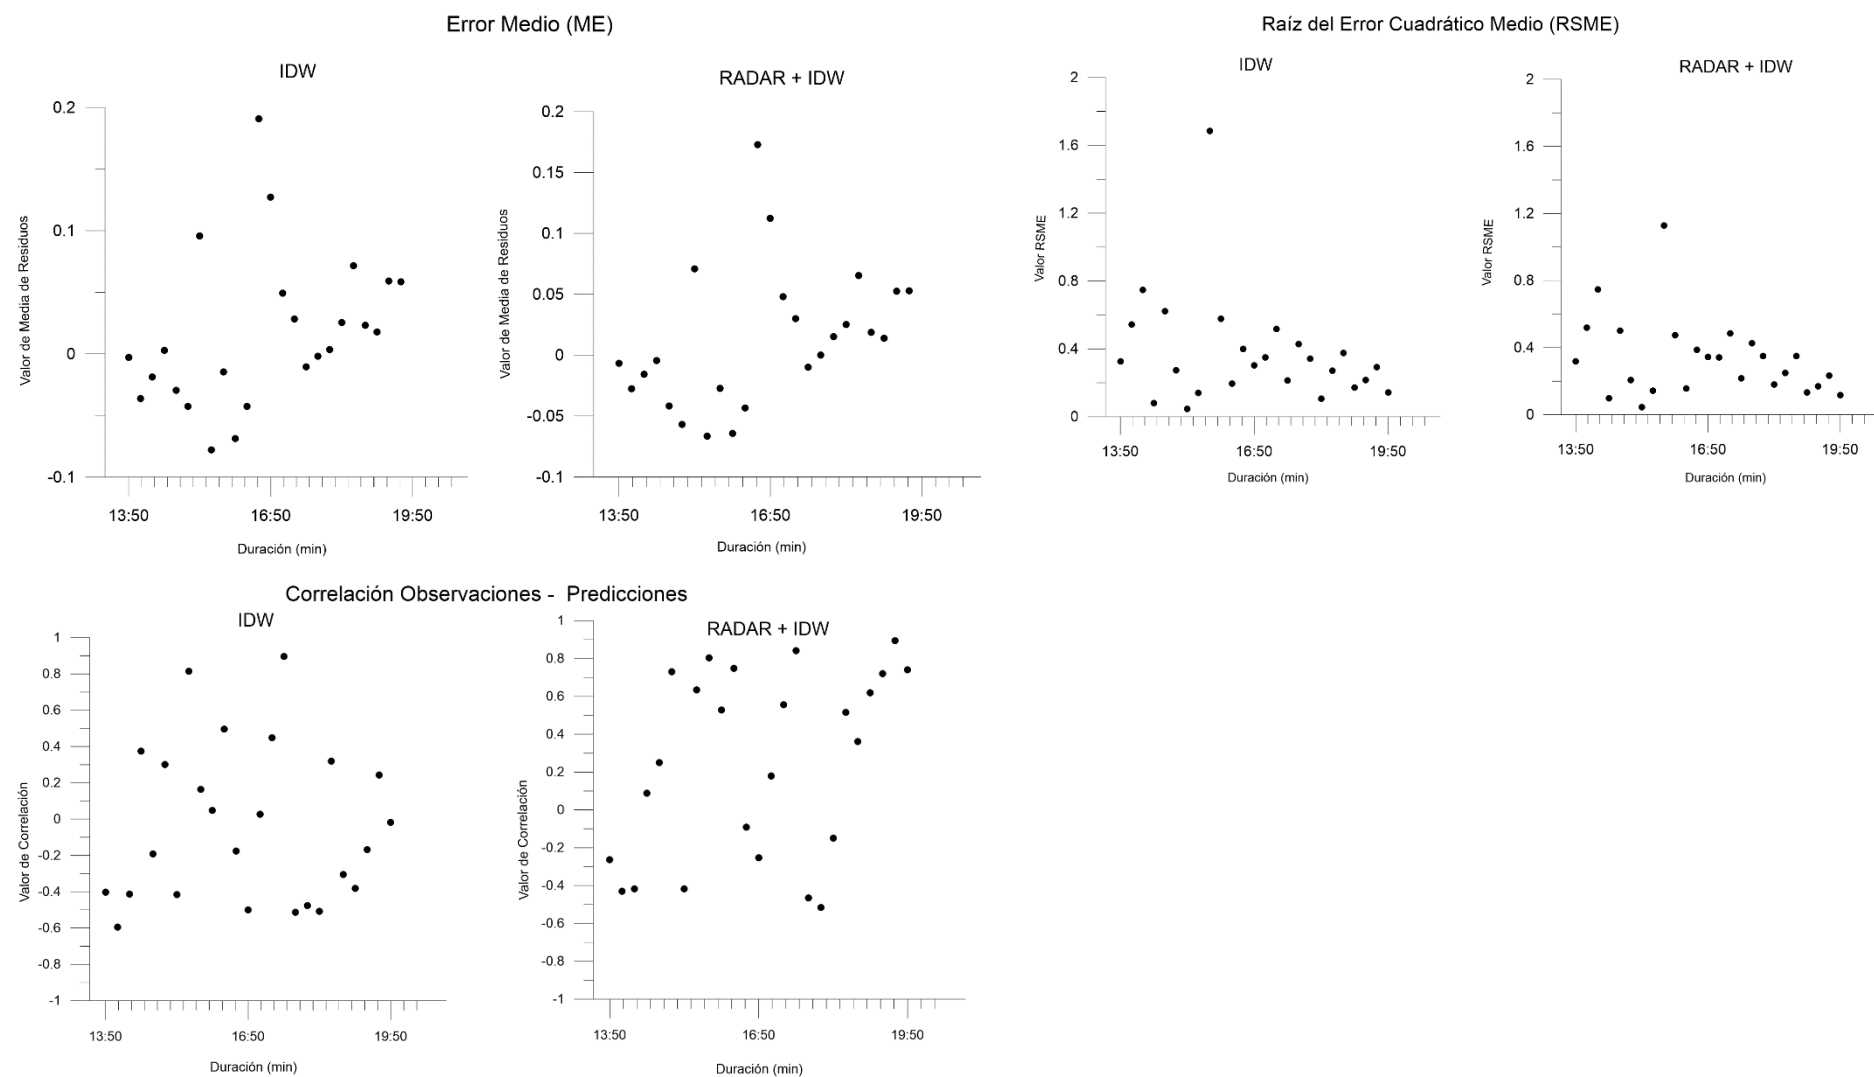 Error Medio (ME)
IDW
0.2
0.1
0
-0.1
Valor de Media de Residuos
13:50 16:50 19:50
Duración (min)
RADAR + IDW
0.2
0.15
0.1
0.05
0
-0.05
-0.1
Valor de Media de Residuos
13:50 16:50 19:50
Duración (min)
Raíz del Error Cuadrático Medio (RSME)
IDW
2
1.6
1.2
0.8
0.4
0
Valor RSME
13:50 16:50 19:50
Duración (min)
RADAR + IDW
2
1.6
1.2
0.8
0.4
0
Valor RSME
13:50 16:50 19:50
Duración (min)
Correlación Observaciones - Predicciones
IDW
1
0.8
0.6
0.4
0.2
0
-0.2
-0.4
-0.6
-0.8
-1
Valor de Correlación
13:50 16:50 19:50
Duración (min)
RADAR + IDW
1
0.8
0.6
0.4
0.2
0
-0.2
-0.4
-0.6
-0.8
-1
Valor de Correlación
13:50 16:50 19:50
Duración (min)